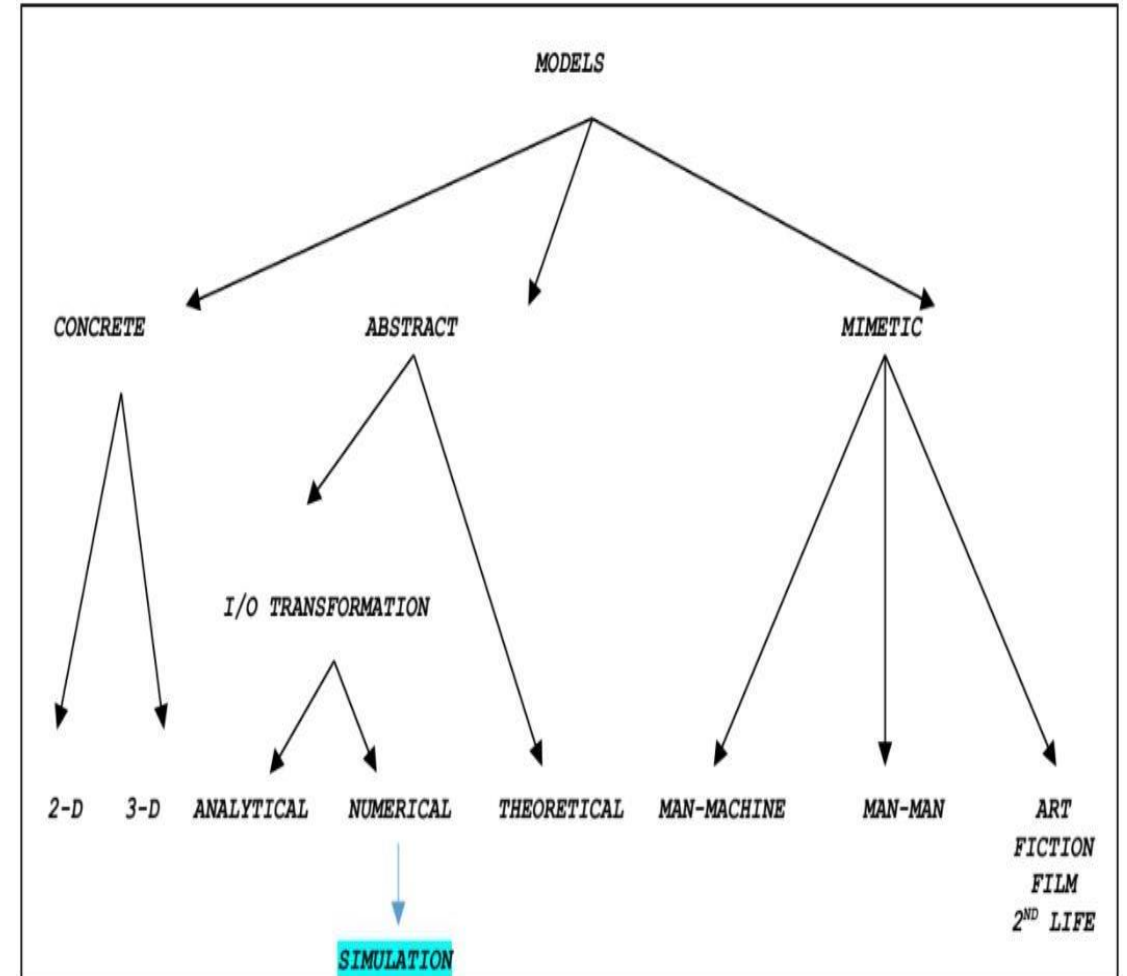 MODELS
CONCRETE ABSTRACT MIMETIC
I/O TRANSFORMATION
2-D 3-D ANALYTICAL NUMERICAL THEORETICAL MAN-MACHINE MAN-MAN ART
FICTION
FILM
2ND LIFE
SIMULATION